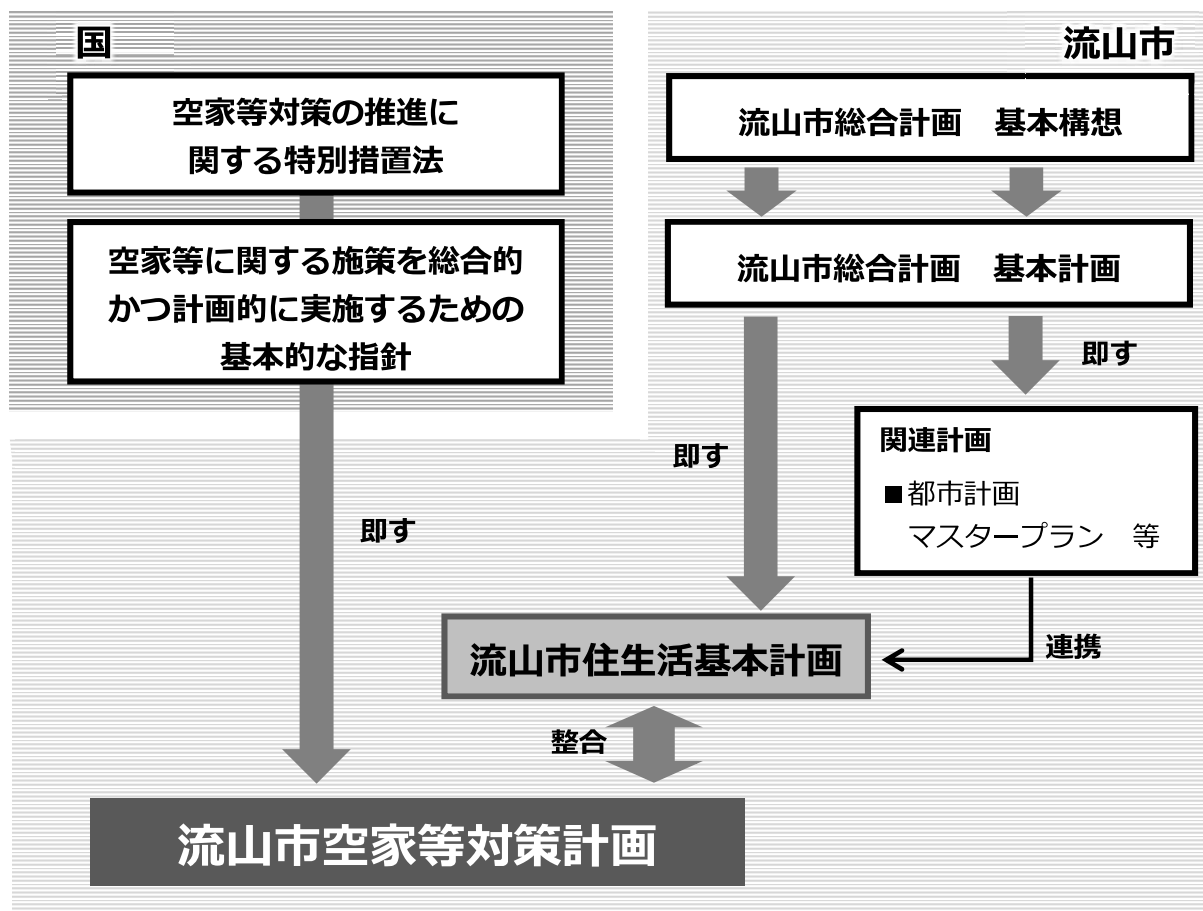 国
空家等対策の推進に
関する特別措置法
空家等に関する施策を総合的
かつ計画的に実施するための
基本的な指針
即す
流山市
流山市総合計画　基本構想
流山市総合計画　基本計画
即す
即す
関連計画
■都市計画
マスタープラン　等
連携
流山市住生活基本計画
整合
流山市空家等対策計画